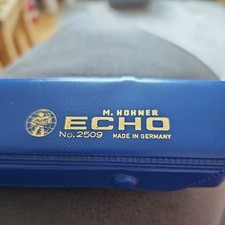 M. HOHNER
ECHO
No. 2509 MADE IN GERMANY